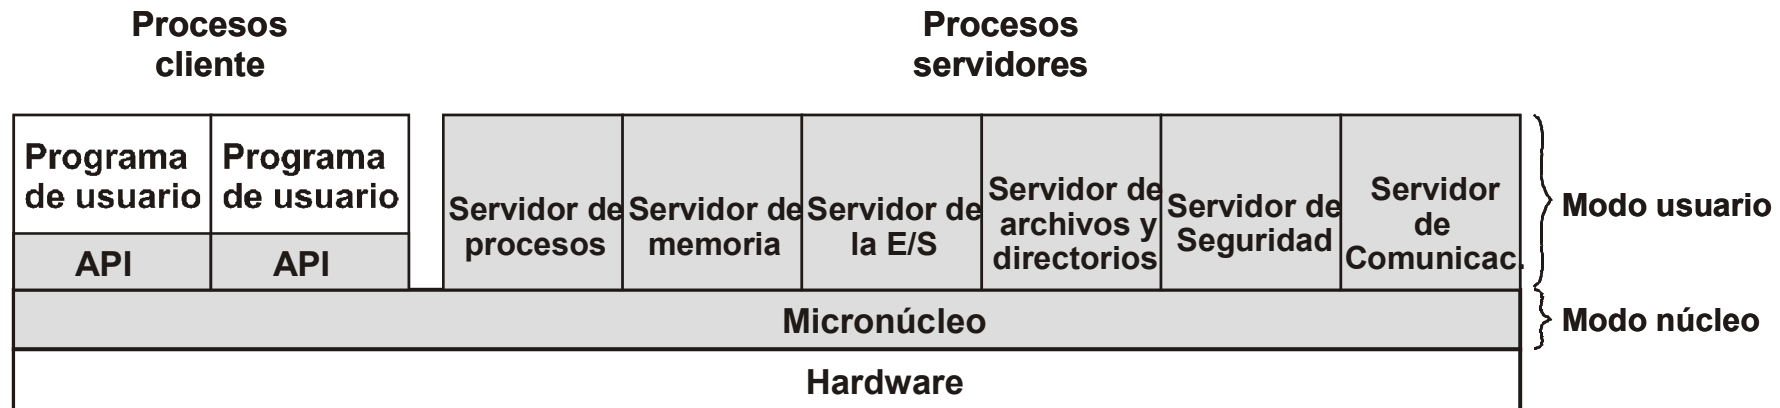 Procesos
cliente
Procesos
servidores
Programa
de usuario
Programa
de usuario
API
API
Servidor de
procesos
Servidor de
memoria
Servidor de
la E/S
Servidor de
archivos y
directorios
Servidor de
Seguridad
Servidor
de
Comunicac.
Modo usuario
Micronúcleo
Modo núcleo
Hardware